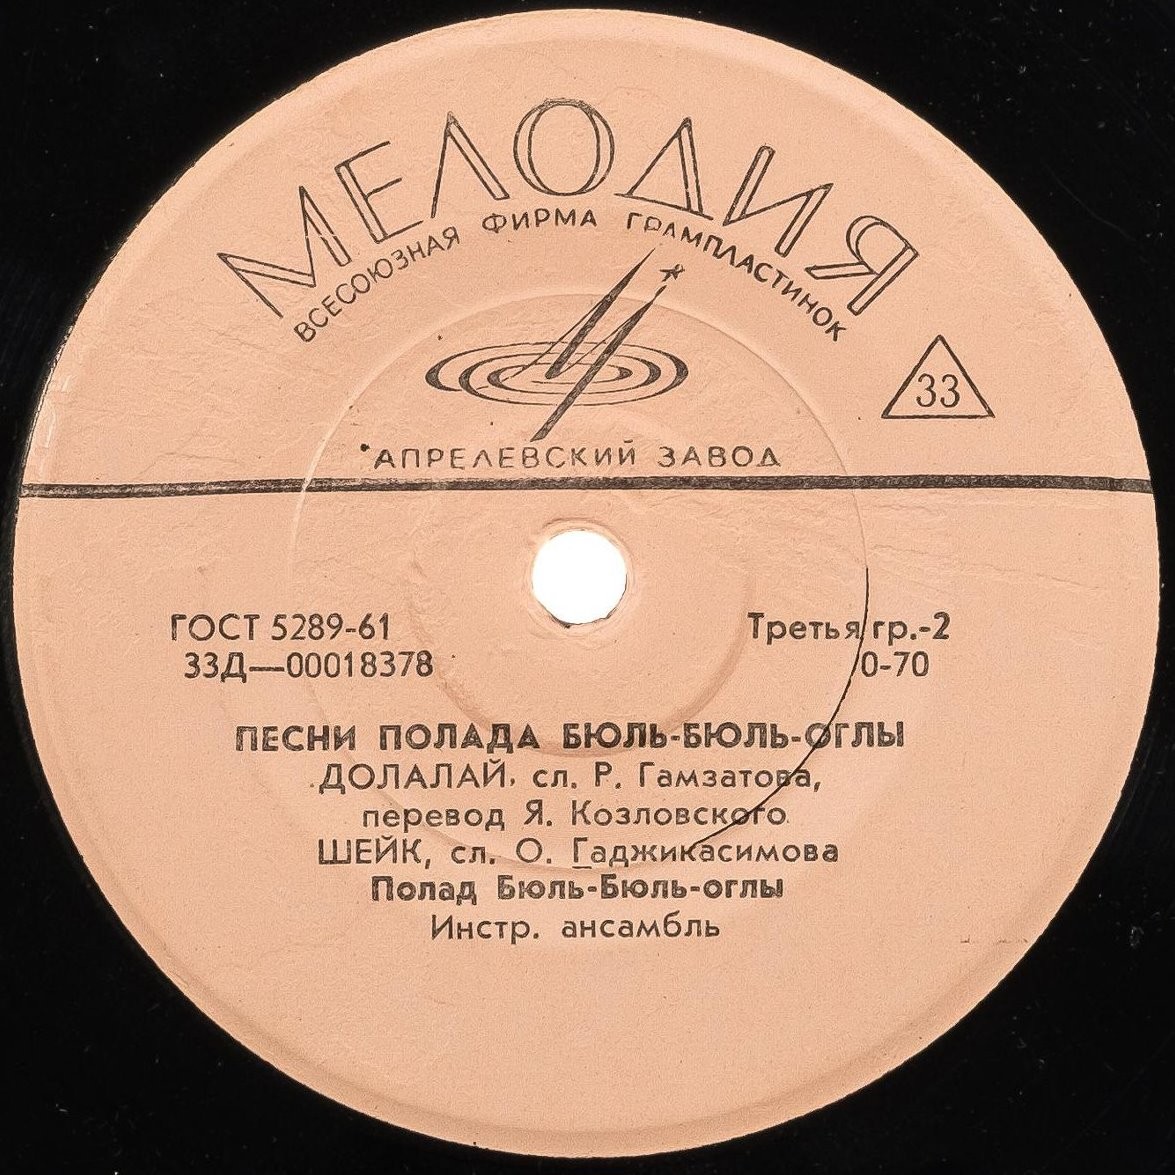 МЕЛОДИЯ
ВСЕСОЮЗНАЯ ФИРМА ГРАМПЛАСТИНОК
33
АПРЕЛЕВСКИЙ ЗАВОД
ГОСТ 5289-61
Третья гр.-2
33Д—00018378
0-70
ПЕСНИ ПОЛАДА БЮЛЬ-БЮЛЬ-ОГЛЫ
ДОЛАЛАЙ, сл. Р. Гамзатова,
перевод Я. Козловского
ШЕЙК, сл. О. Гаджикасимова
Полад Бюль-Бюль-оглы
Инстр. ансамбль